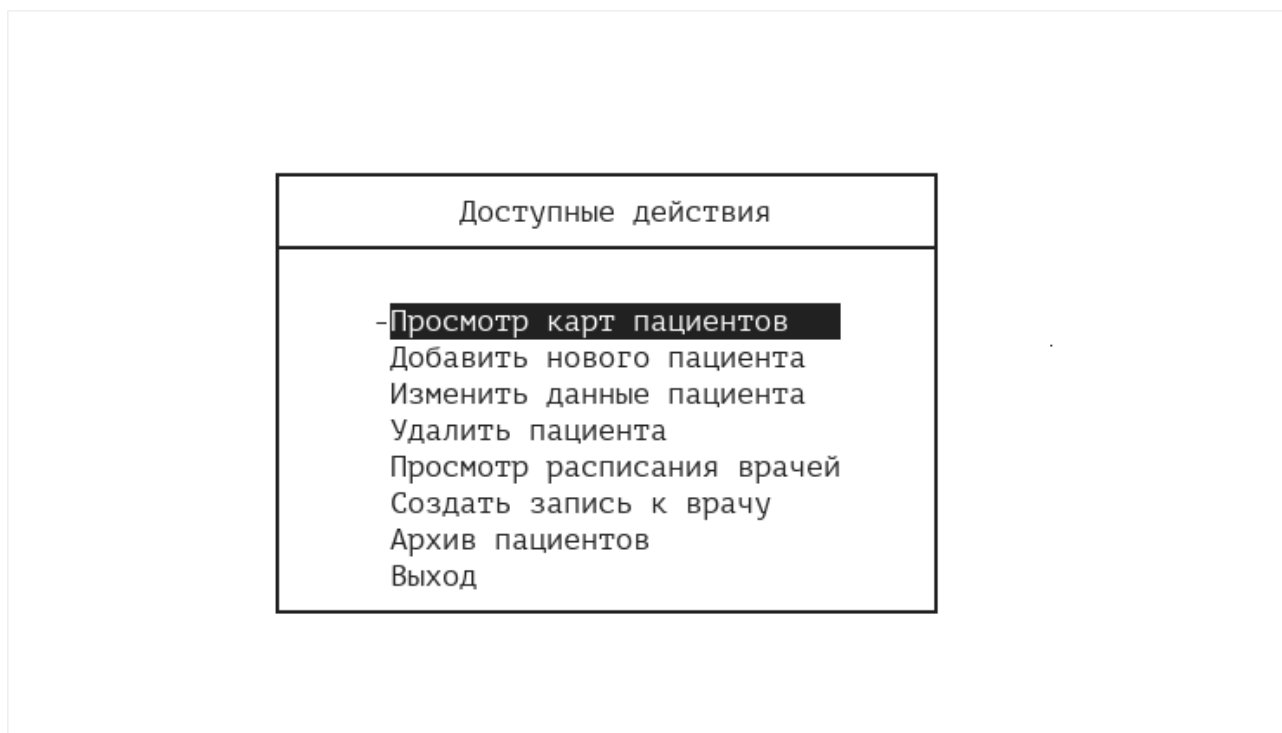 Доступные действия
-Просмотр карт пациентов
Добавить нового пациента
Изменить данные пациента
Удалить пациента
Просмотр расписания врачей
Создать запись к врачу
Архив пациентов
Выход